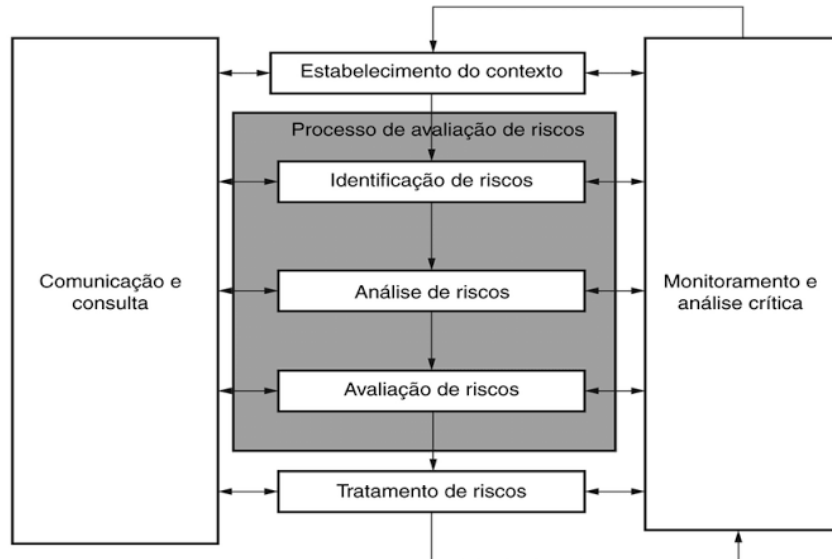 Estabelecimento do contexto
Processo de avaliação de riscos
Identificação de riscos
Comunicação e
consulta
Análise de riscos
Monitoramento e
análise crítica
Avaliação de riscos
Tratamento de riscos